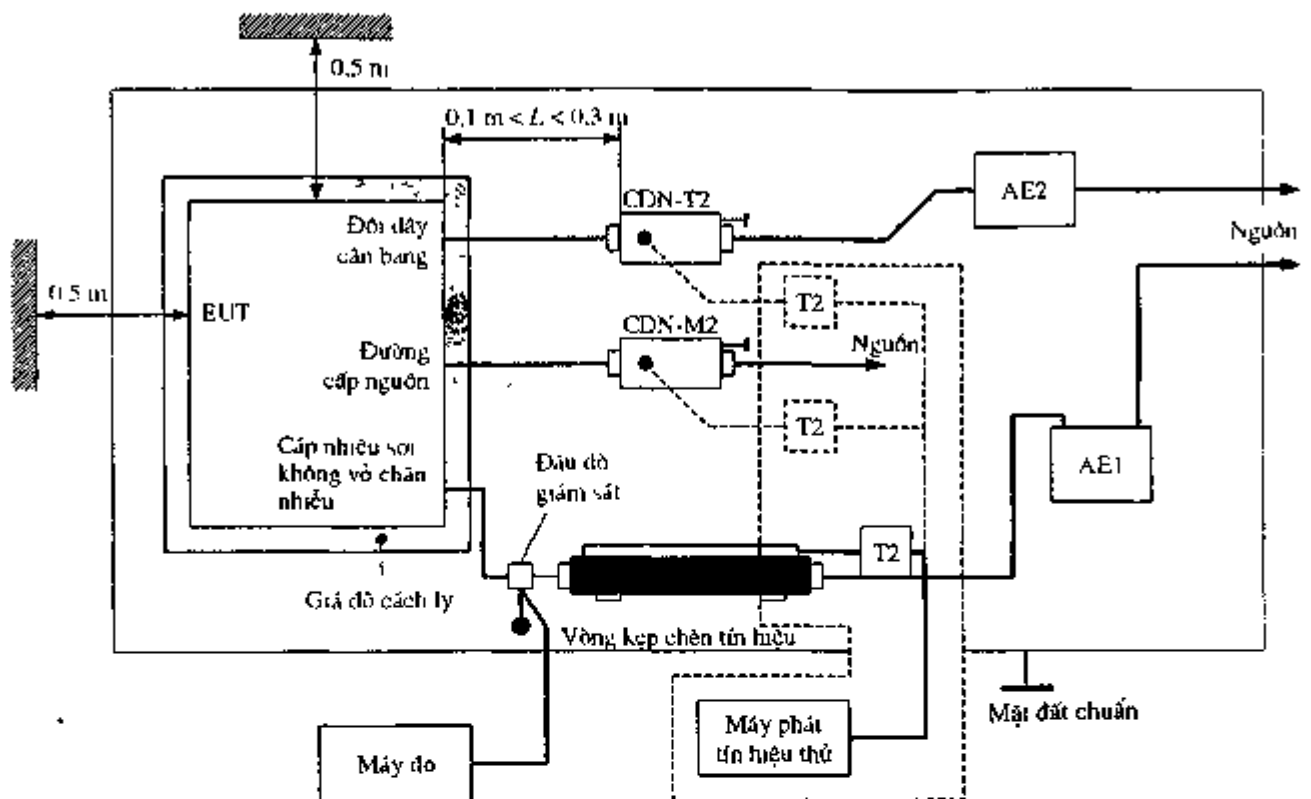 0.5 m
0,1 m < L < 0,3 m
CDN-T2
AE2
Đôi dây
cân bang
Nguồn
0.5 m
EUT
T2
CDN-M2
Nguồn
Đường
cấp nguồn
T2
Cáp nhiều sợi
không vỏ chắn
nhiễu
Đầu dò
giám sát
AE1
T2
Giá đỡ cách ly
Vòng kẹp chèn tín hiệu
Mặt đất chuẩn
Máy phát
tín hiệu thử
Máy đo